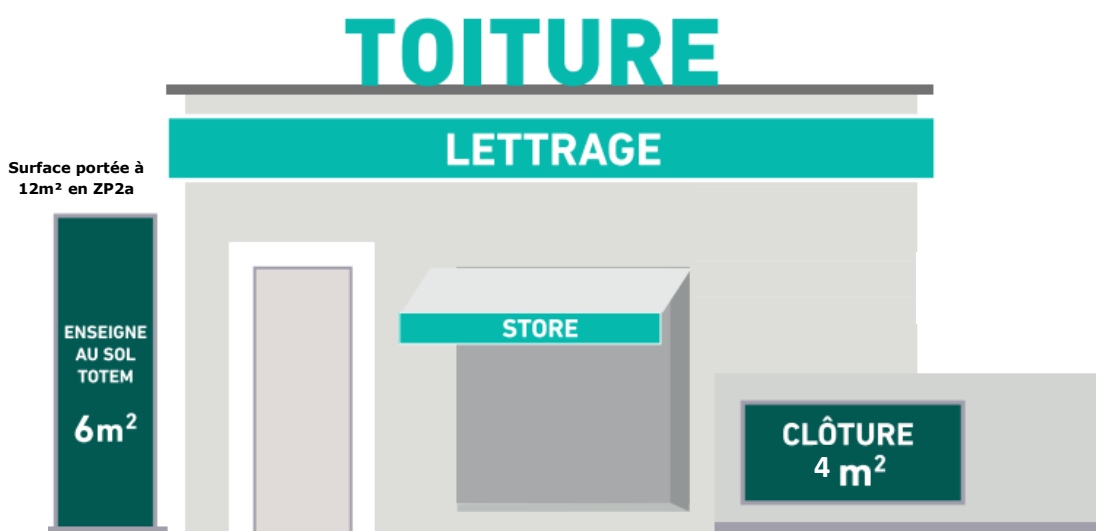 TOITURE
LETTRAGE
Surface portée à
12m² en ZP2a
ENSEIGNE
AU SOL
TOTEM
6m²
STORE
CLÔTURE
4 m²